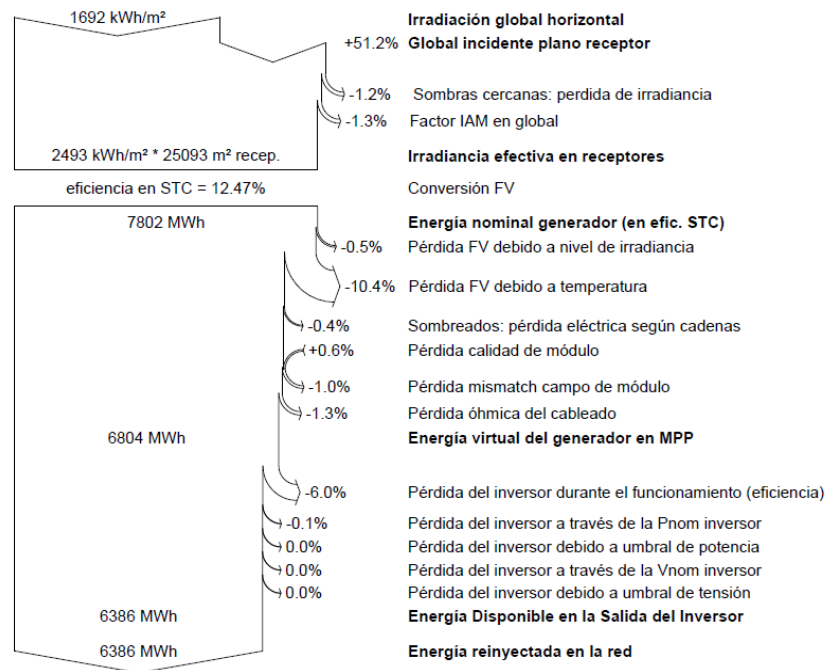 1692 kWh/m² Irradiación global horizontal
+51.2% Global incidente plano receptor
-1.2% Sombras cercanas: perdida de irradiancia
-1.3% Factor IAM en global
2493 kWh/m² * 25093 m² recep. Irradiancia efectiva en receptores
eficiencia en STC = 12.47% Conversión FV
7802 MWh Energía nominal generador (en efic. STC)
-0.5% Pérdida FV debido a nivel de irradiancia
-10.4% Pérdida FV debido a temperatura
-0.4% Sombreados: pérdida eléctrica según cadenas
+0.6% Pérdida calidad de módulo
-1.0% Pérdida mismatch campo de módulo
-1.3% Pérdida óhmica del cableado
6804 MWh Energía virtual del generador en MPP
-6.0% Pérdida del inversor durante el funcionamiento (eficiencia)
-0.1% Pérdida del inversor a través de la Pnom inversor
0.0% Pérdida del inversor debido a umbral de potencia
0.0% Pérdida del inversor a través de la Vnom inversor
0.0% Pérdida del inversor debido a umbral de tensión
6386 MWh Energía Disponible en la Salida del Inversor
6386 MWh Energía reinyectada en la red